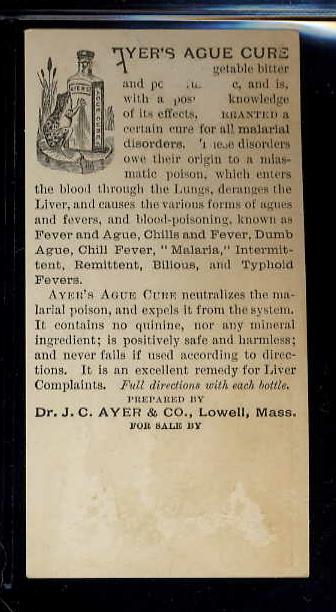 AYER'S AGUE CURE
getable bitter
and c, and is,
with a knowledge
of its effects,
certain cure for all malarial
disorders. disorders
owe their origin to a mias-
matic poison, which enters
the blood through the Lungs, deranges the
Liver, and causes the various forms of agues
and fevers, and blood-poisoning, known as
Fever and Ague, Chills and Fever, Dumb
Ague, Chill Fever, "Malaria," Intermit-
tent, Remittent, Bilious, and Typhoid
Fevers.
AYER'S AGUE CURE neutralizes the ma-
larial poison, and expels it from the system.
It contains no quinine, nor any mineral
ingredient; is positively safe and harmless;
and never fails if used according to direc-
tions. It is an excellent remedy for Liver
Complaints. Full directions with each bottle.
PREPARED BY
Dr. J. C. AYER & CO., Lowell, Mass.
FOR SALE BY
AYER'S
AGUE CURE